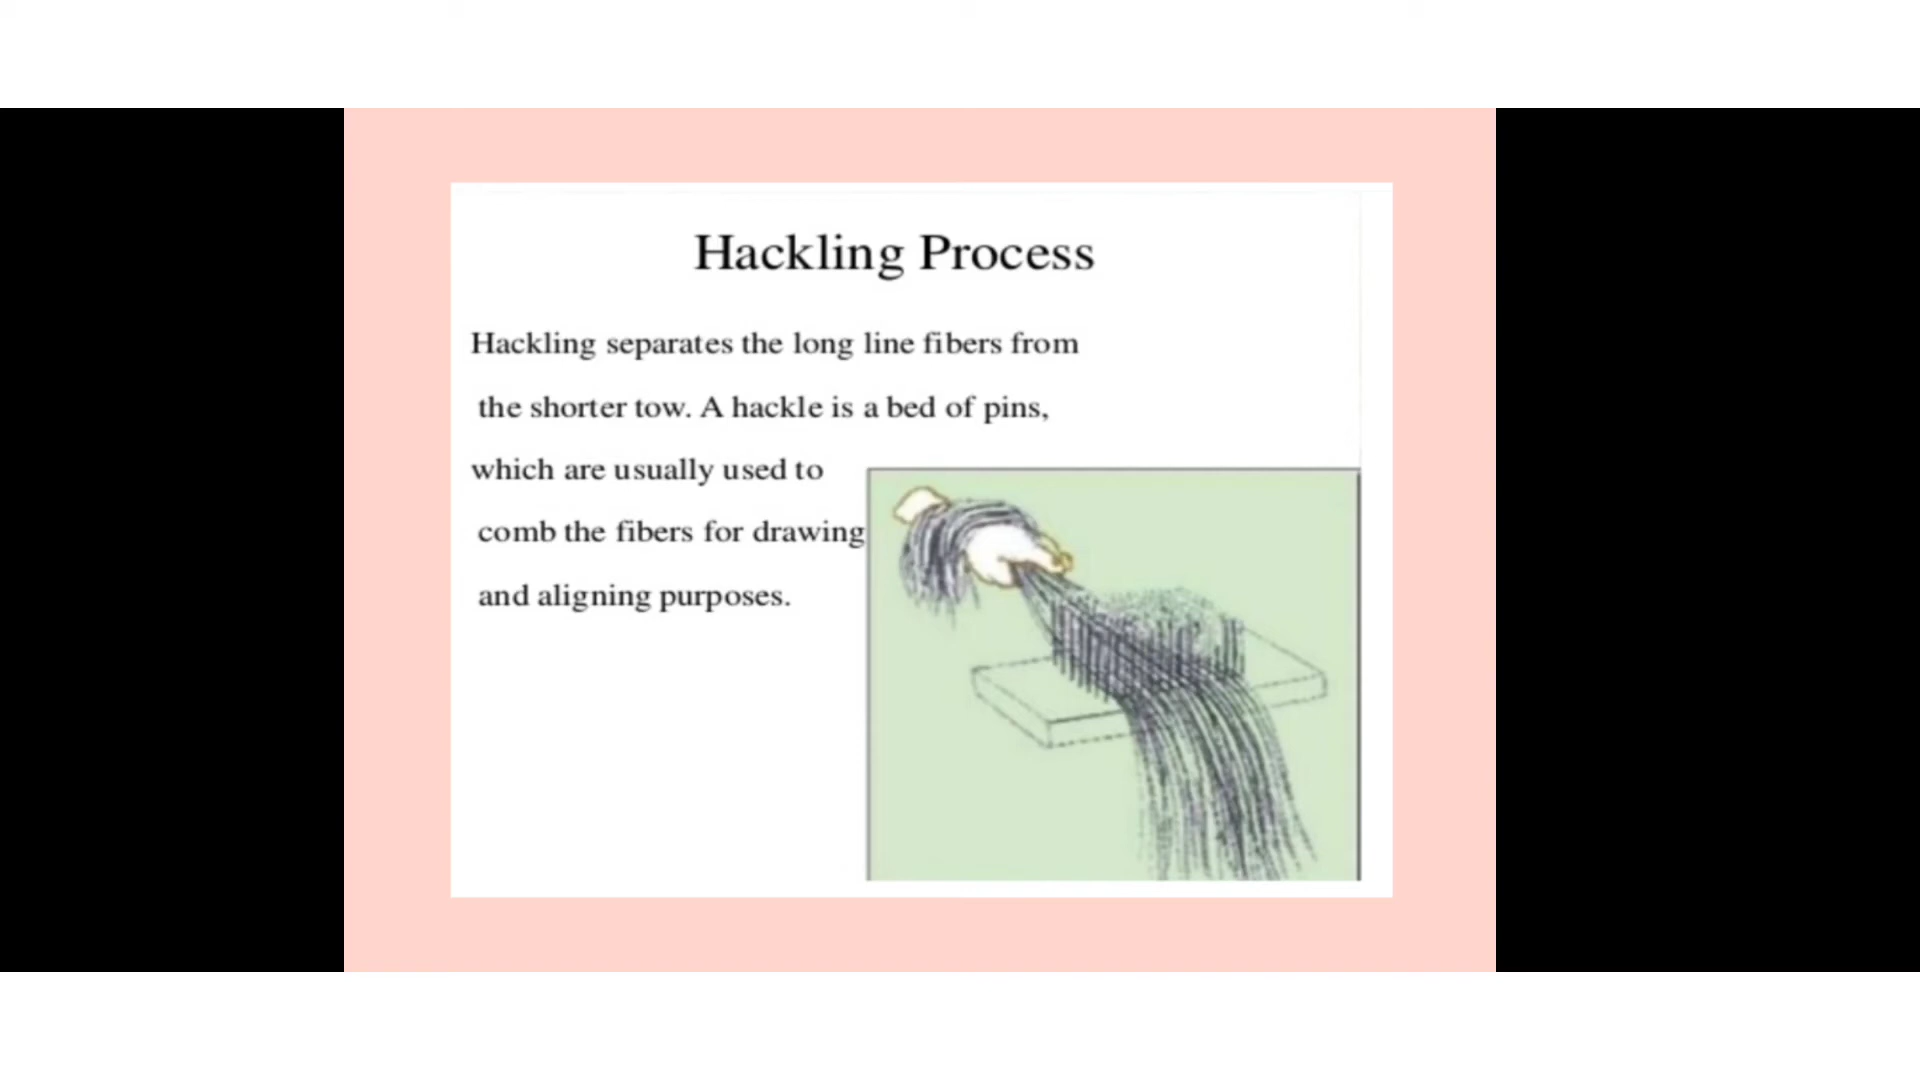 Hackling Process
Hackling separates the long line fibers from
the shorter tow. A hackle is a bed of pins,
which are usually used to
comb the fibers for drawing
and aligning purposes.